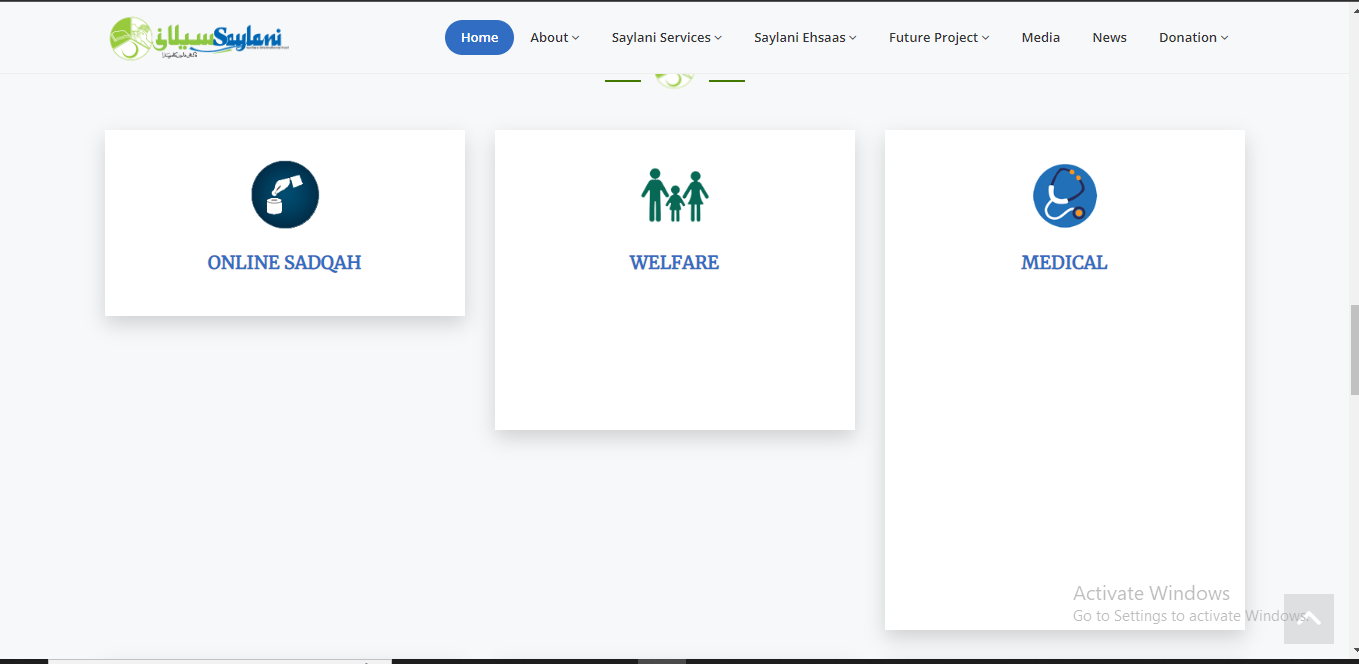 سیلانی Saylani
Home About Saylani Services Saylani Ehsaas Future Project Media News Donation
ONLINE SADQAH WELFARE MEDICAL
Activate Windows
Go to Settings to activate Windows.